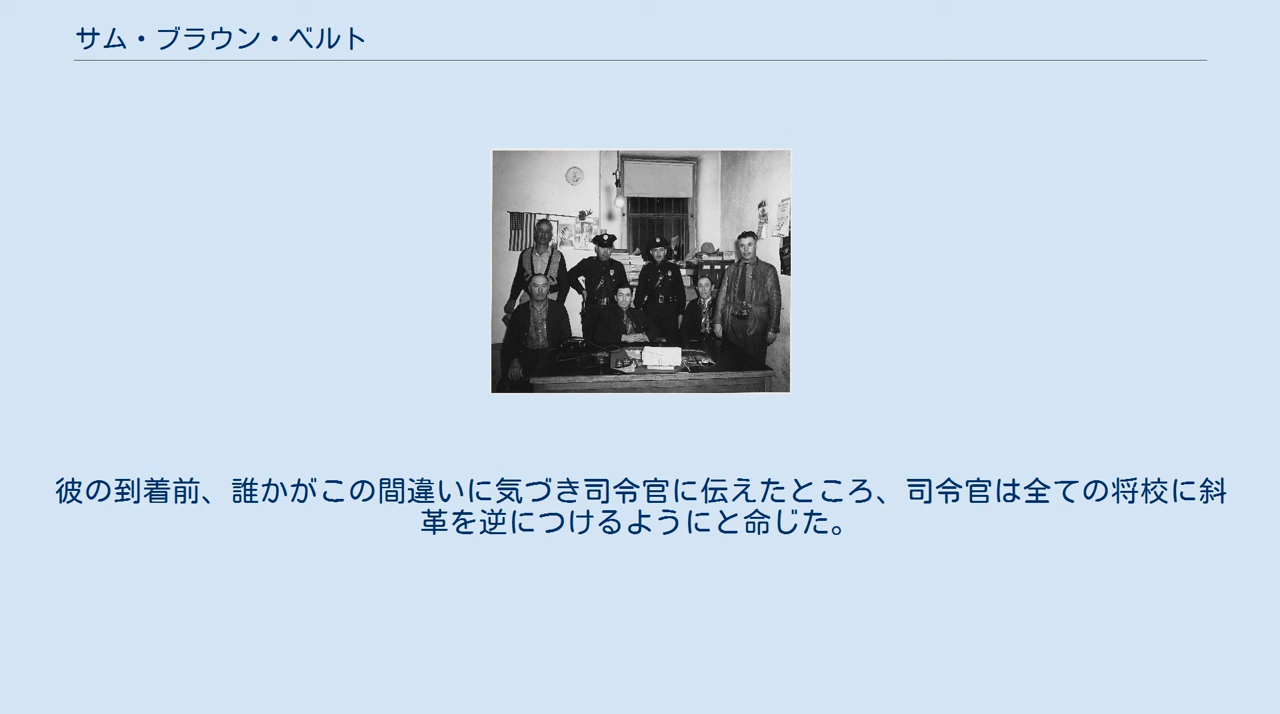 サム・ブラウン・ベルト
彼の到着前、誰かがこの間違いに気づき司令官に伝えたところ、司令官は全ての将校に斜
革を逆につけるようにと命じた。